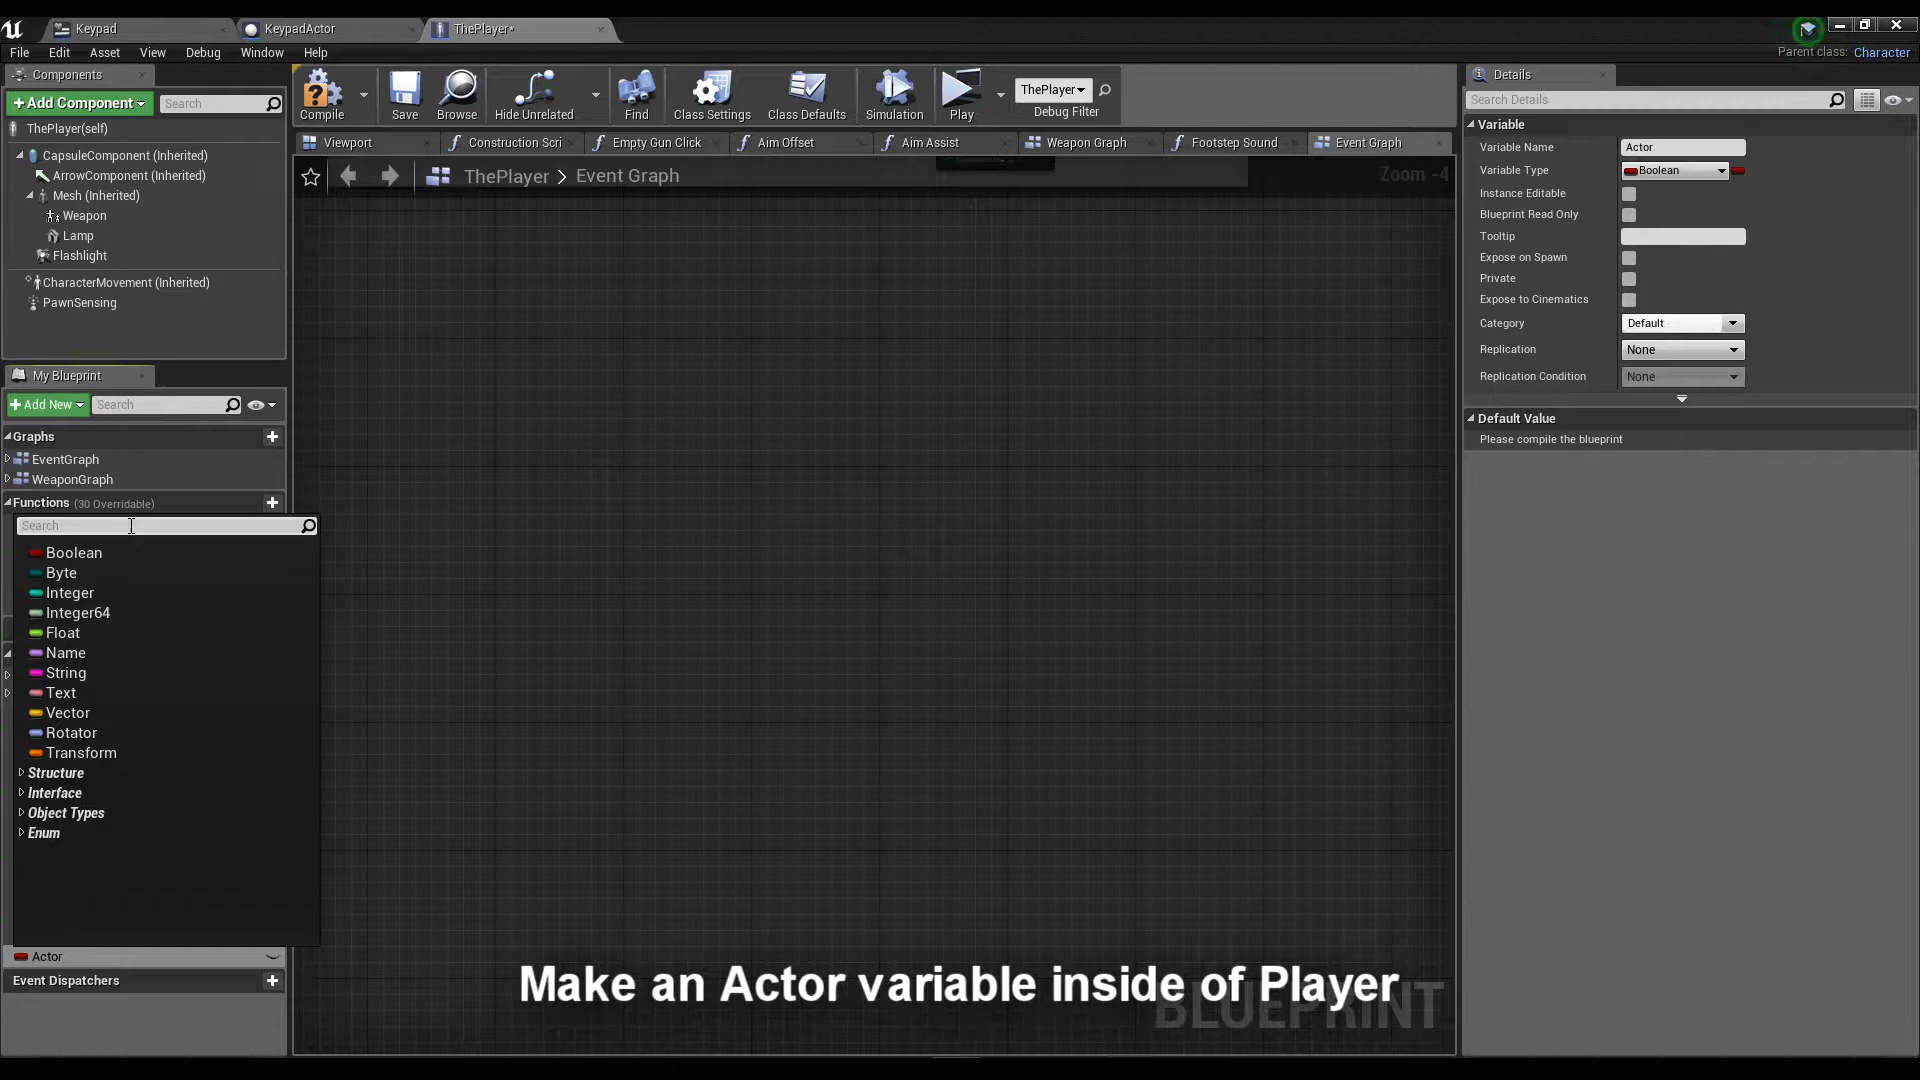 Keypad
KeypadActor
ThePlayer*
File Edit Asset View Debug Window Help
Parent class: Character
Components
+Add Component
Search
ThePlayer(self)
CapsuleComponent (Inherited)
ArrowComponent (Inherited)
Mesh (Inherited)
Weapon
Lamp
Flashlight
CharacterMovement (Inherited)
PawnSensing
My Blueprint
+Add New
Search
Graphs
EventGraph
WeaponGraph
Functions (30 Overridable)
Search
Boolean
Byte
Integer
Integer64
Float
Name
String
Text
Vector
Rotator
Transform
Structure
Interface
Object Types
Enum
Actor
Event Dispatchers
Compile
Save
Browse
Hide Unrelated
Find
Class Settings
Class Defaults
Simulation
Play
ThePlayer
Debug Filter
Viewport
Construction Scri
Empty Gun Click
Aim Offset
Aim Assist
Weapon Graph
Footstep Sound
Event Graph
ThePlayer > Event Graph
Zoom -4
BLUEPRINT
Make an Actor variable inside of Player
Details
Search Details
Variable
Variable Name Actor
Variable Type Boolean
Instance Editable
Blueprint Read Only
Tooltip
Expose on Spawn
Private
Expose to Cinematics
Category Default
Replication None
Replication Condition None
Default Value
Please compile the blueprint